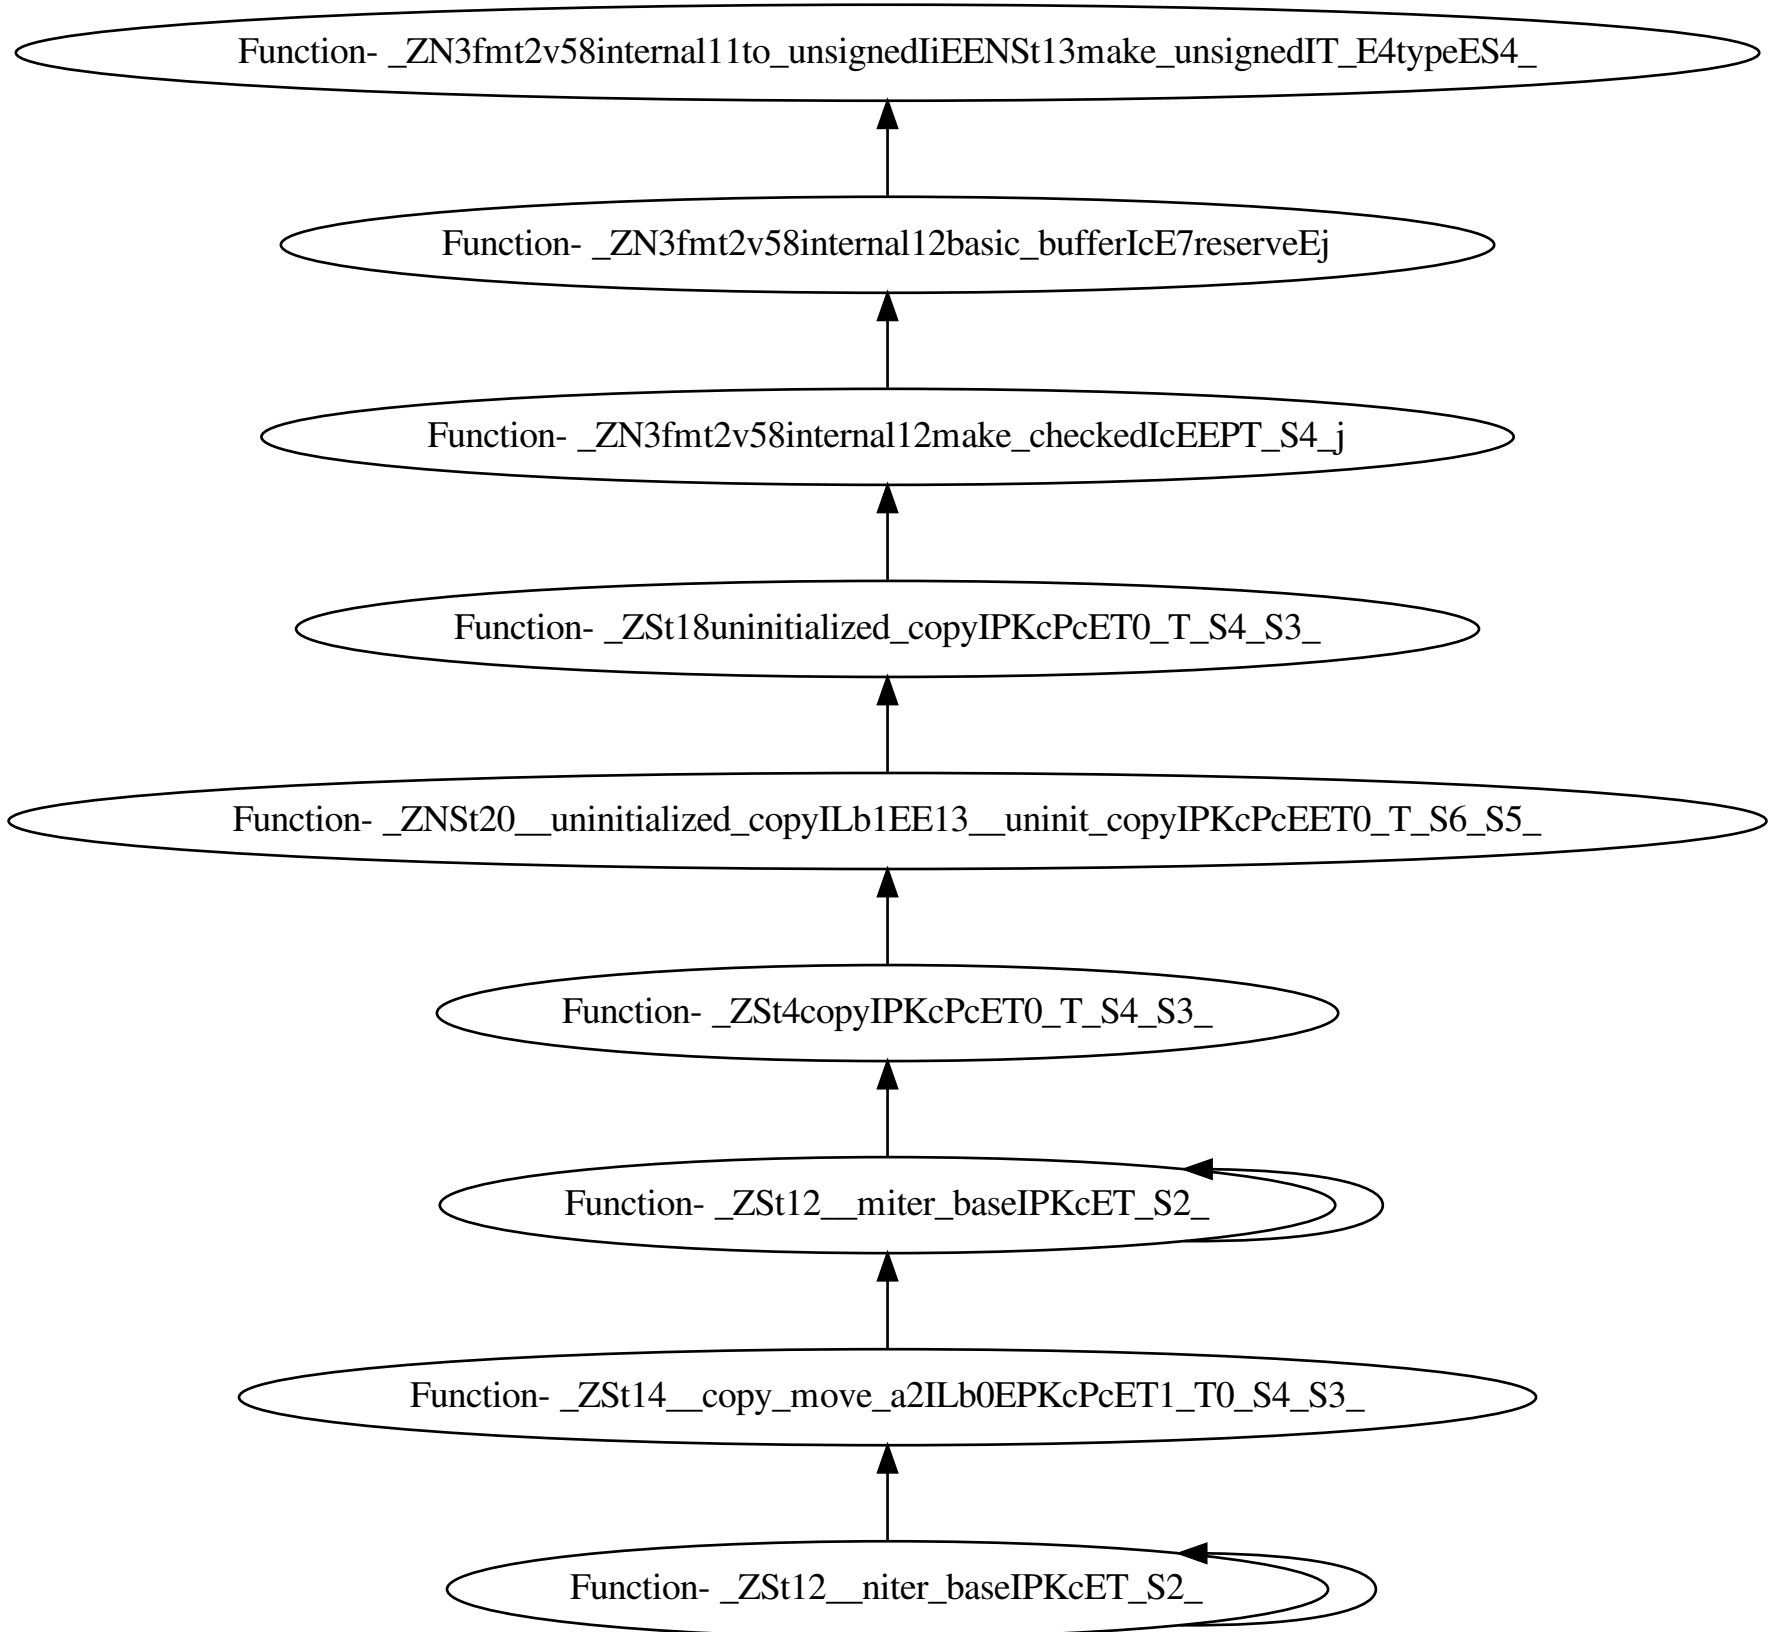 Function- _ZN3fmt2v58internal11to_unsignedIiEENSt13make_unsignedIT_E4typeES4_
Function- _ZN3fmt2v58internal12basic_bufferIcE7reserveEj
Function- _ZN3fmt2v58internal12make_checkedIcEEPT_S4_j
Function- _ZSt18uninitialized_copyIPKcPcET0_T_S4_S3_
Function- _ZNSt20__uninitialized_copyILb1EE13__uninit_copyIPKcPcEET0_T_S6_S5_
Function- _ZSt4copyIPKcPcET0_T_S4_S3_
Function- _ZSt12__miter_baseIPKcET_S2_
Function- _ZSt14__copy_move_a2ILb0EPKcPcET1_T0_S4_S3_
Function- _ZSt12__niter_baseIPKcET_S2_